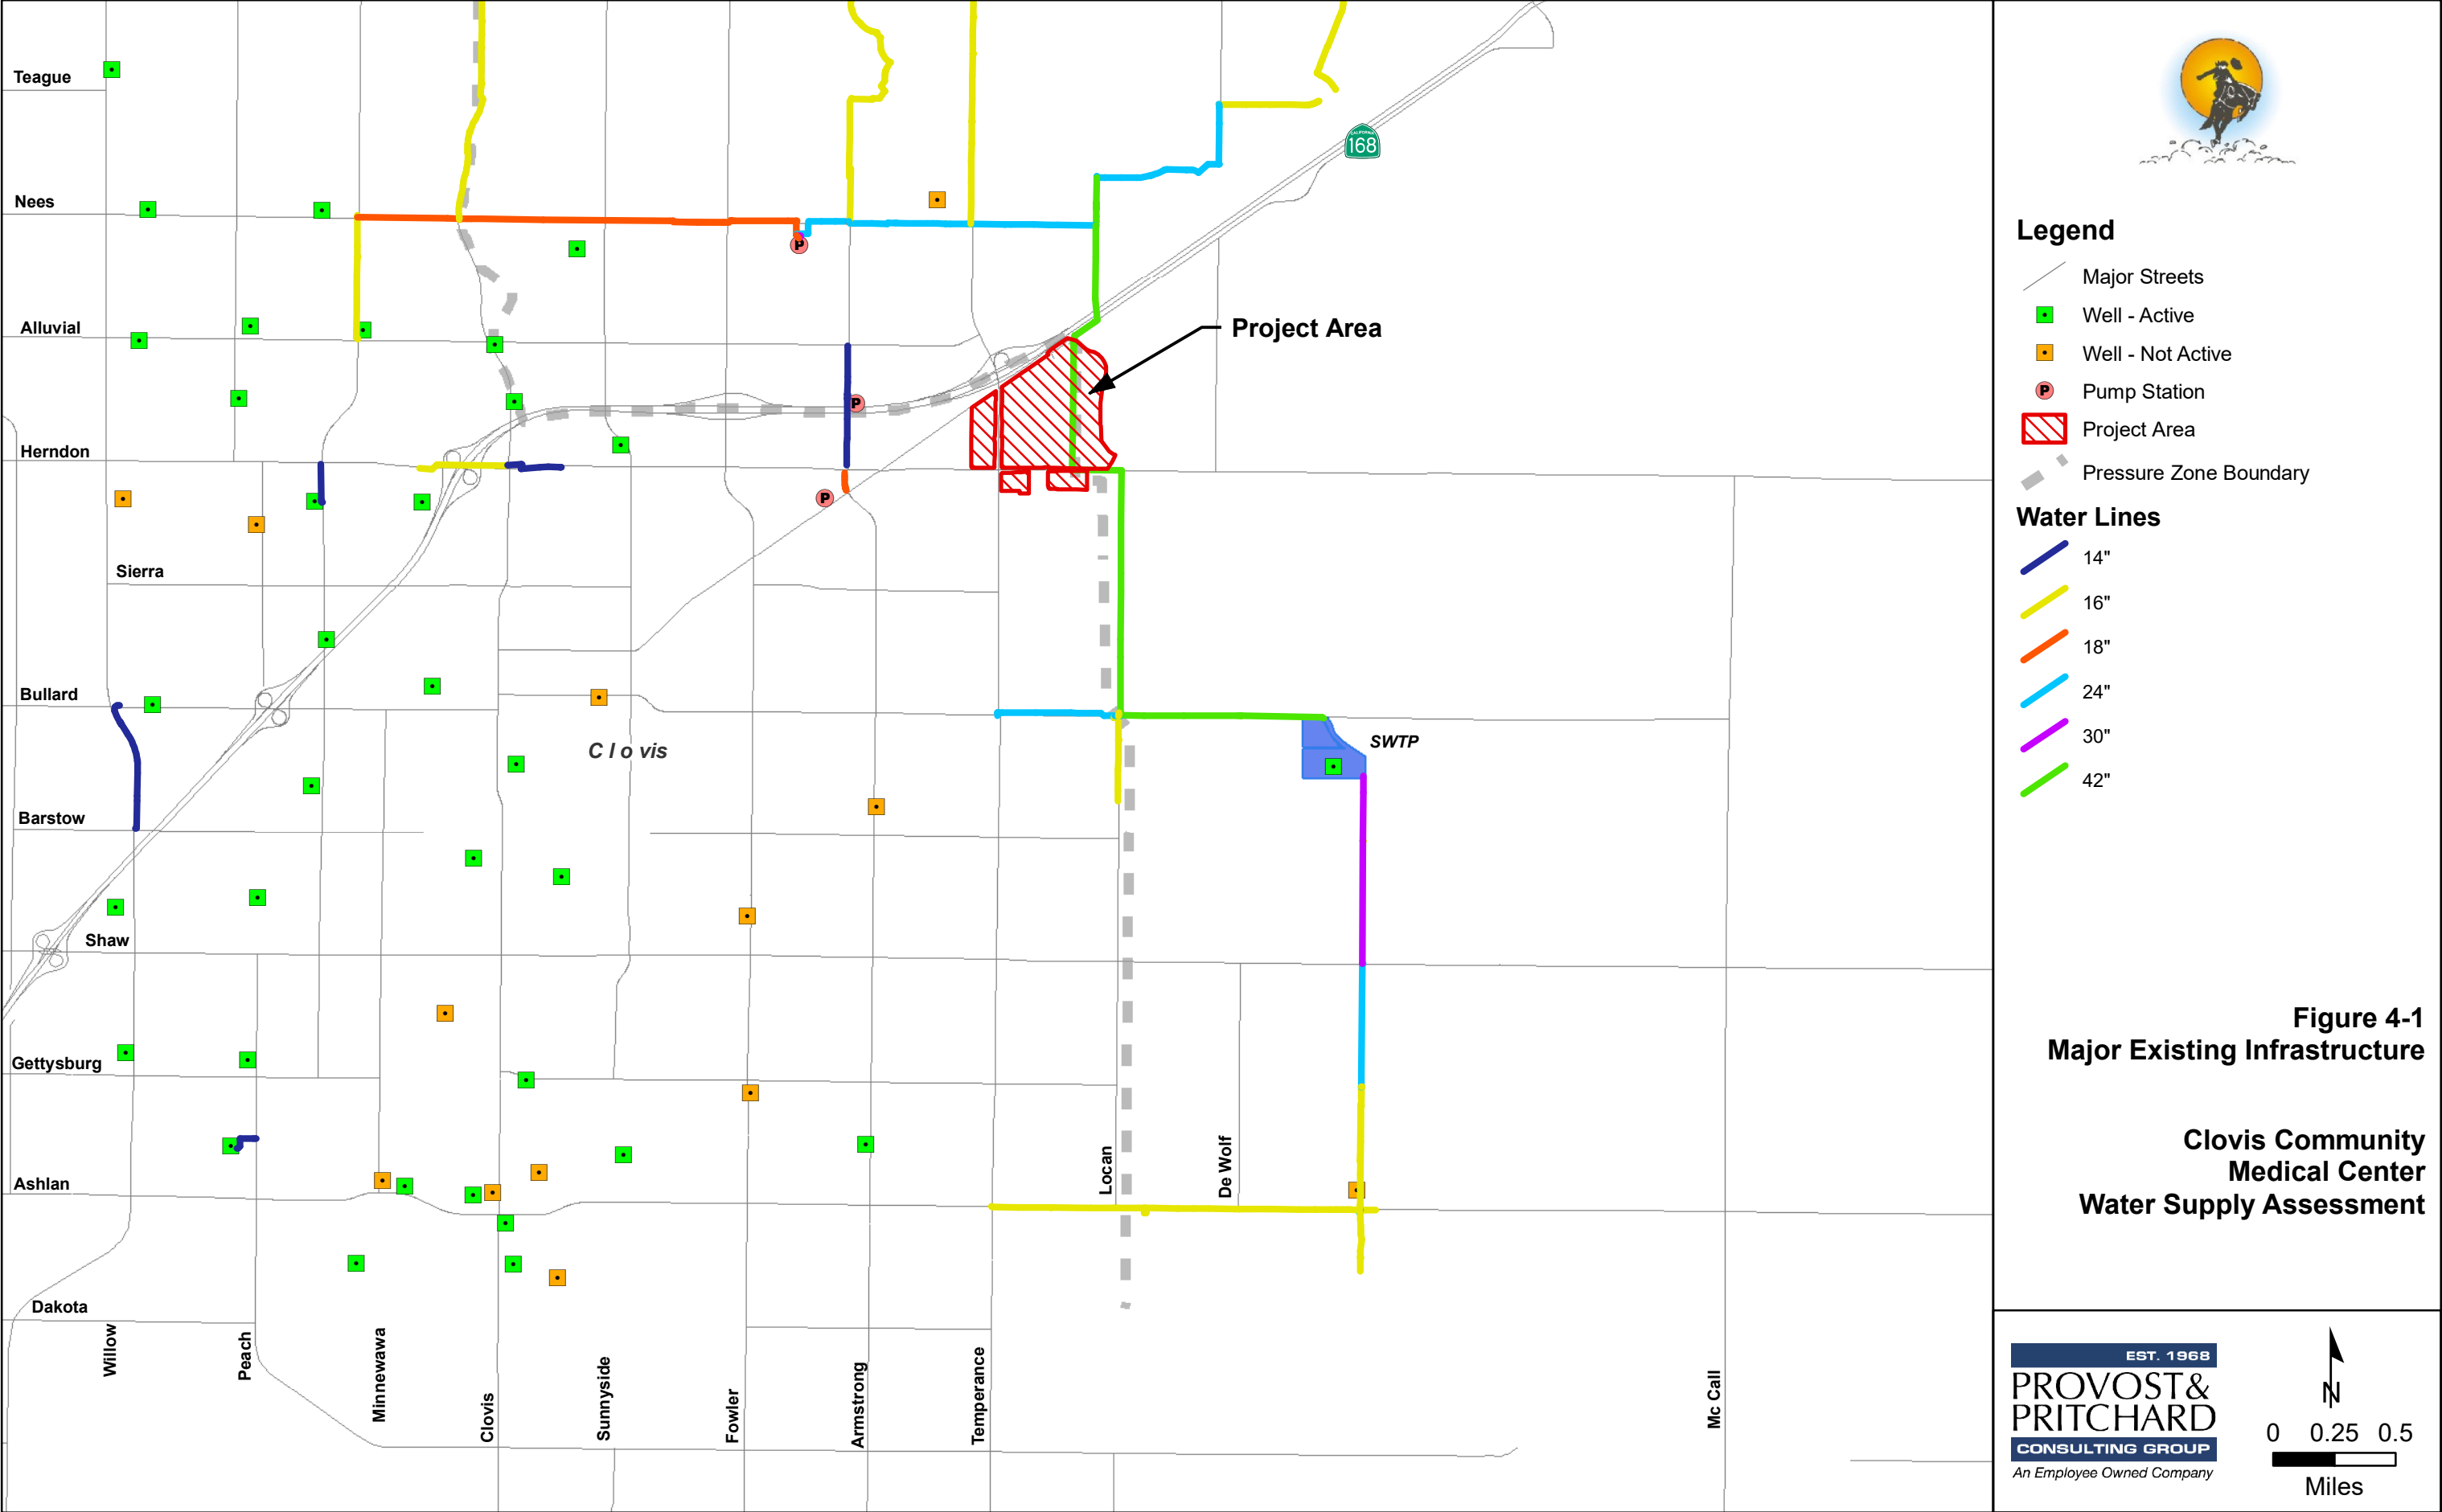 Teague
Nees
Alluvial
Herndon
Sierra
Bullard
Barstow
Shaw
Gettysburg
Ashlan
Dakota
Willow
Peach
Minnewawa
Clovis
Sunnyside
Fowler
Armstrong
Temperance
Locan
De Wolf
Mc Call
CALIFORNIA
168
Project Area
P
P
P
Clovis
SWTP
Legend
Major Streets
Well - Active
Well - Not Active
P Pump Station
Project Area
Pressure Zone Boundary
Water Lines
14"
16"
18"
24"
30"
42"
Figure 4-1
Major Existing Infrastructure
Clovis Community
Medical Center
Water Supply Assessment
EST. 1968
PROVOST&
PRITCHARD
CONSULTING GROUP
An Employee Owned Company
N
0 0.25 0.5
Miles